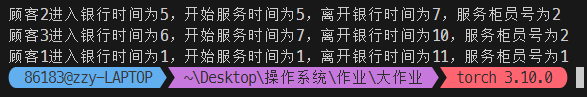 顾客2进入银行时间为5，开始服务时间为5，离开银行时间为7，服务柜员号为2
顾客3进入银行时间为6，开始服务时间为7，离开银行时间为10，服务柜员号为2
顾客1进入银行时间为1，开始服务时间为1，离开银行时间为11，服务柜员号为1
86183@zzy-LAPTOP ~\Desktop\操作系统\作业\大作业 torch 3.10.0